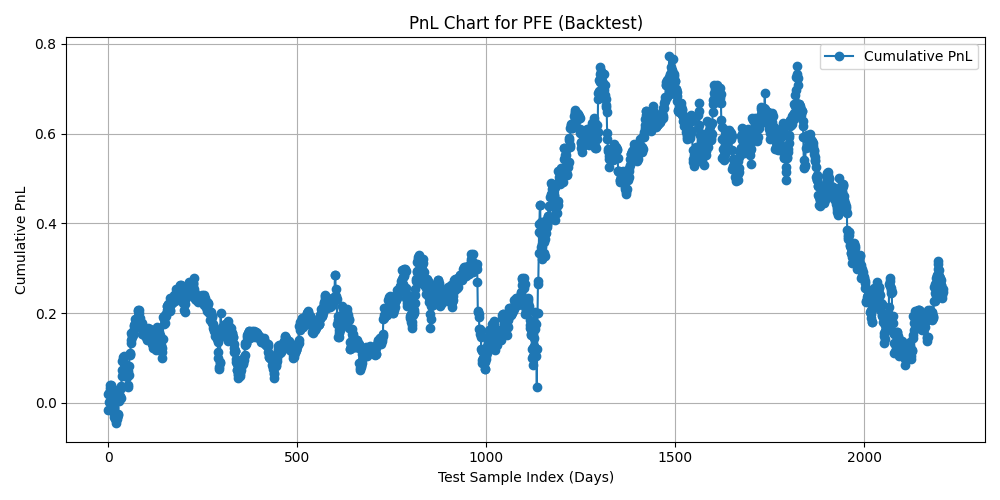 PnL Chart for PFE (Backtest)
Cumulative PnL
0.8
0.6
0.4
0.2
0.0
Cumulative PnL
0
500
1000
1500
2000
Test Sample Index (Days)